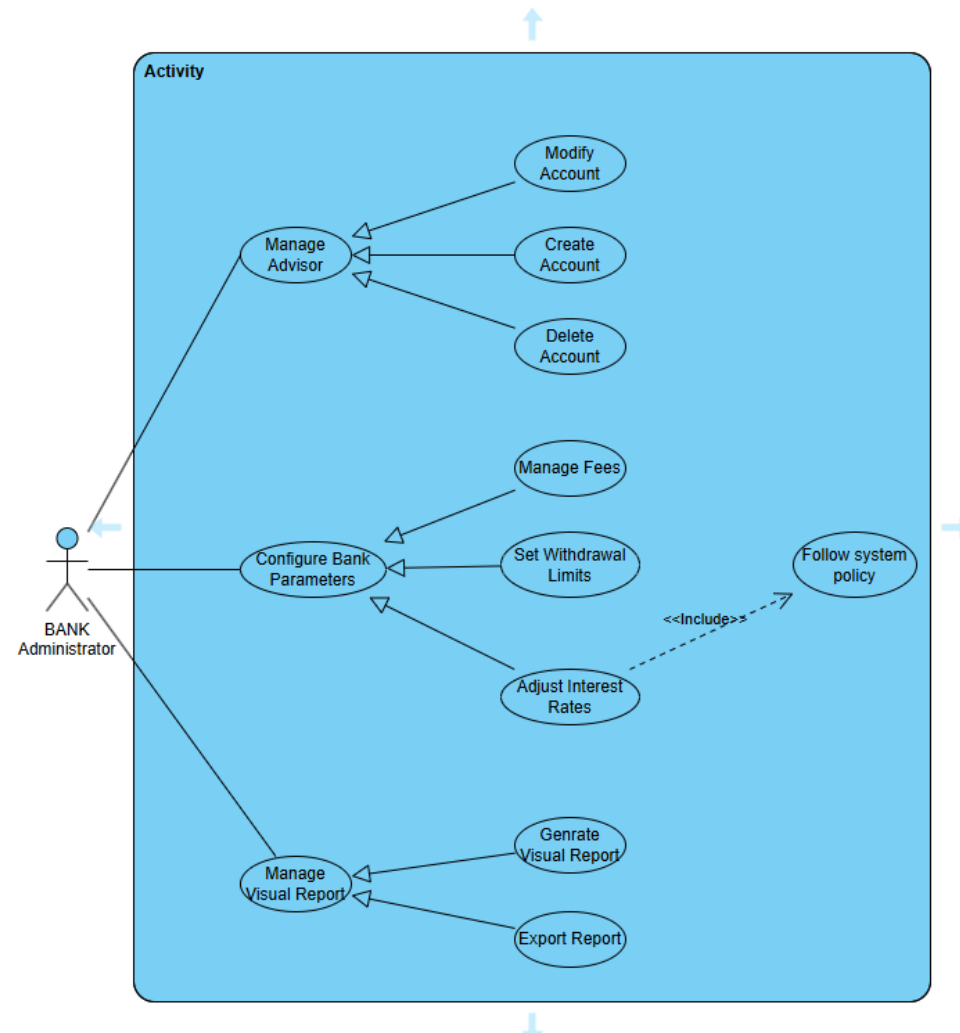 Activity
Modify
Account
Manage
Advisor
Create
Account
Delete
Account
Manage Fees
Configure Bank
Parameters
Set Withdrawal
Limits
Follow system
policy
<<Include>>
BANK
Administrator
Adjust Interest
Rates
Genrate
Visual Report
Manage
Visual Report
Export Report